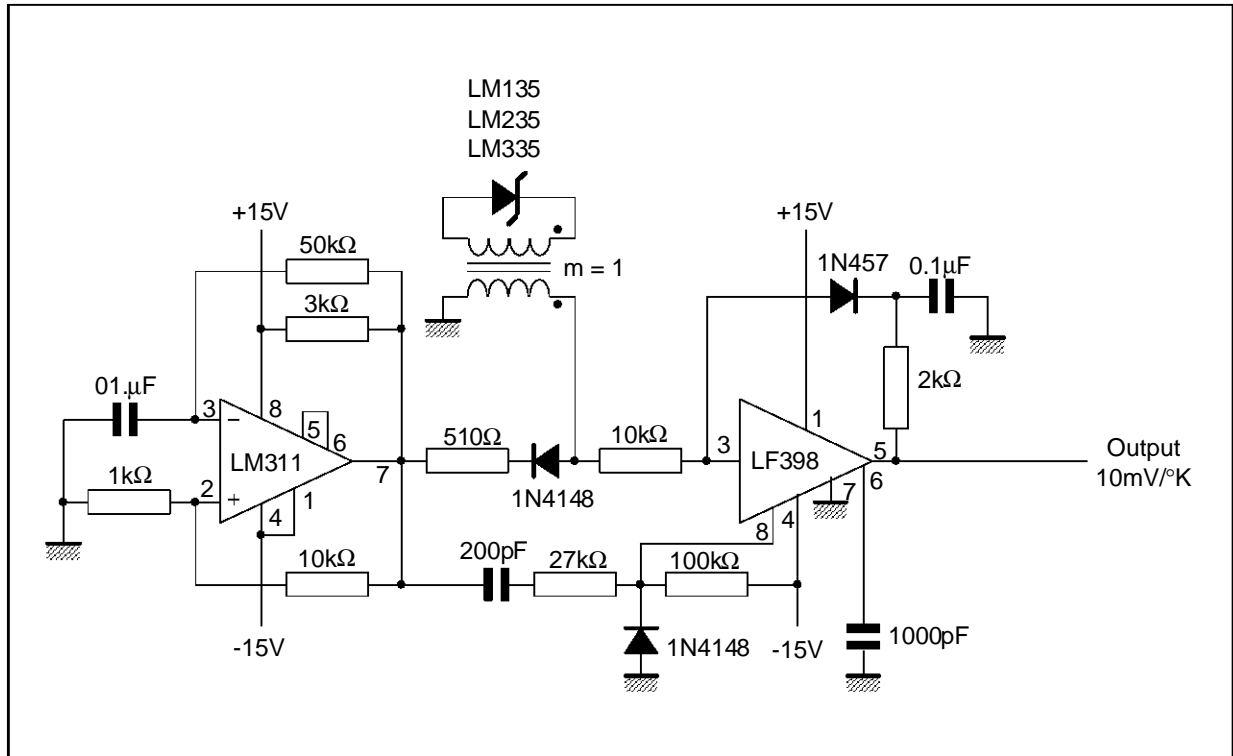 LM135
LM235
LM335
+15V
50kΩ
3kΩ
m = 1
+15V
1N457
0.1μF
2kΩ
01.μF
3
−
8
5
6
LM311
7
1kΩ
2
+
4
1
510Ω
1N4148
10kΩ
3
1
LF398
5
6
7
8
4
Output
10mV/°K
10kΩ
-15V
200pF
27kΩ
100kΩ
1N4148
-15V
1000pF